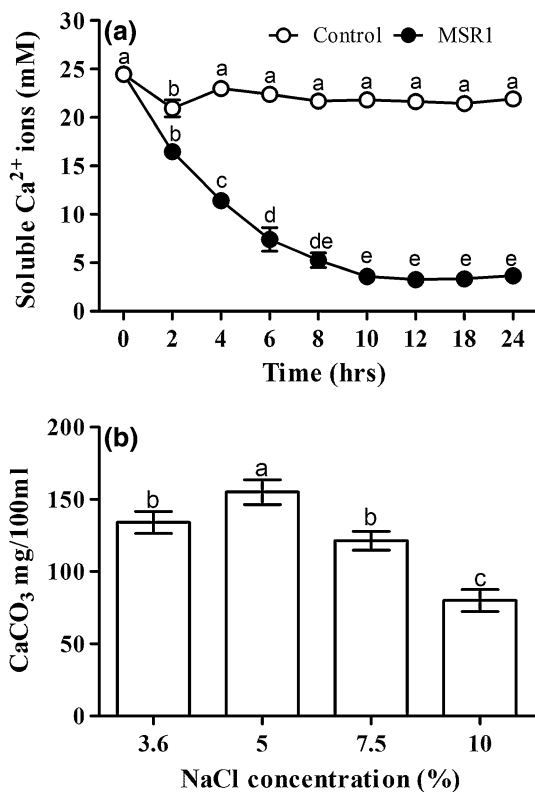 (a)
Control MSR1
30
25
20
15
10
5
0
Soluble Ca²⁺ ions (mM)
a b a a a a a a a
b c d de e e e e
0 2 4 6 8 10 12 18 24
Time (hrs)
(b)
200
150
100
50
0
CaCO₃ mg/100ml
b a b c
3.6 5 7.5 10
NaCl concentration (%)